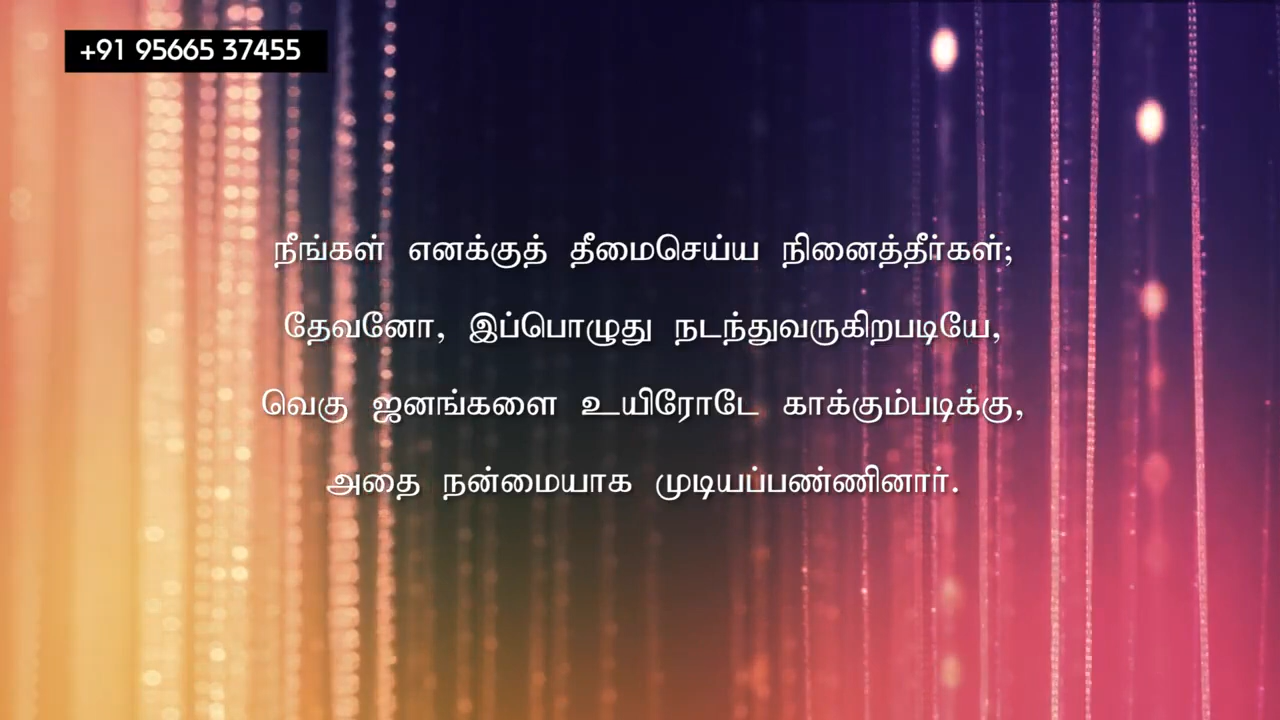 +91 95665 37455
நீங்கள் எனக்குத் தீமைசெய்ய நினைத்தீர்கள்;
தேவனோ, இப்பொழுது நடந்துவருகிறபடியே,
வெகு ஜனங்களை உயிரோடே காக்கும்படிக்கு,
அதை நன்மையாக முடியப்பண்ணினார்.